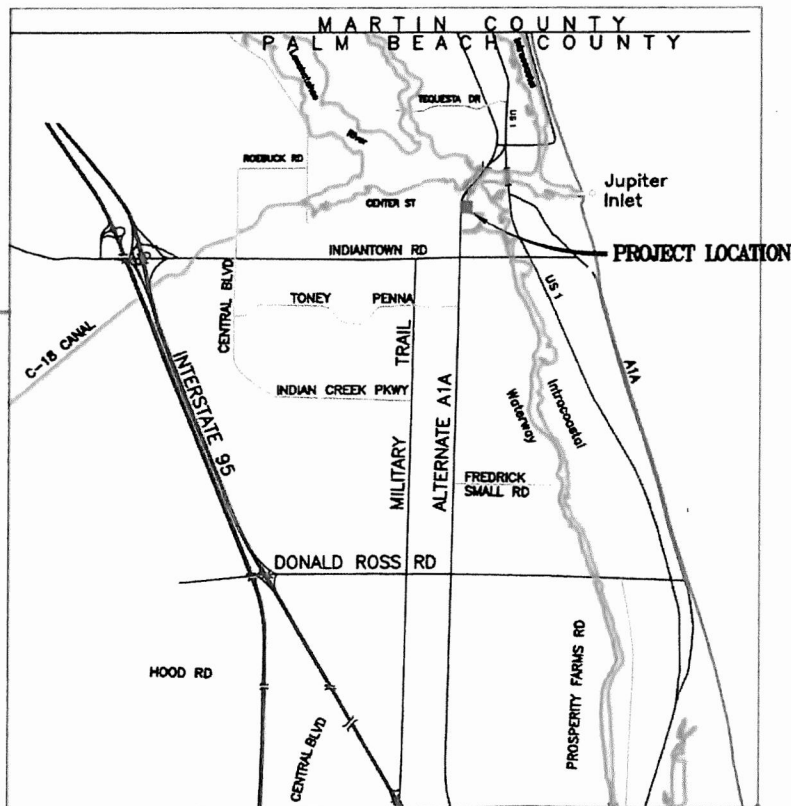 MARTIN COUNTY
PALM BEACH COUNTY
Loxahatchee
River
TEQUESTA DR
US 1
ROEBUCK RD
CENTER ST
Jupiter
Inlet
INDIANTOWN RD
PROJECT LOCATION
CENTRAL BLVD
TONEY PENNA
US 1
C-18 CANAL
INTERSTATE 95
MILITARY TRAIL
ALTERNATE A1A
A1A
INDIAN CREEK PKWY
Intracoastal
Waterway
FREDRICK
SMALL RD
DONALD ROSS RD
HOOD RD
CENTRAL BLVD
PROSPERITY FARMS RD